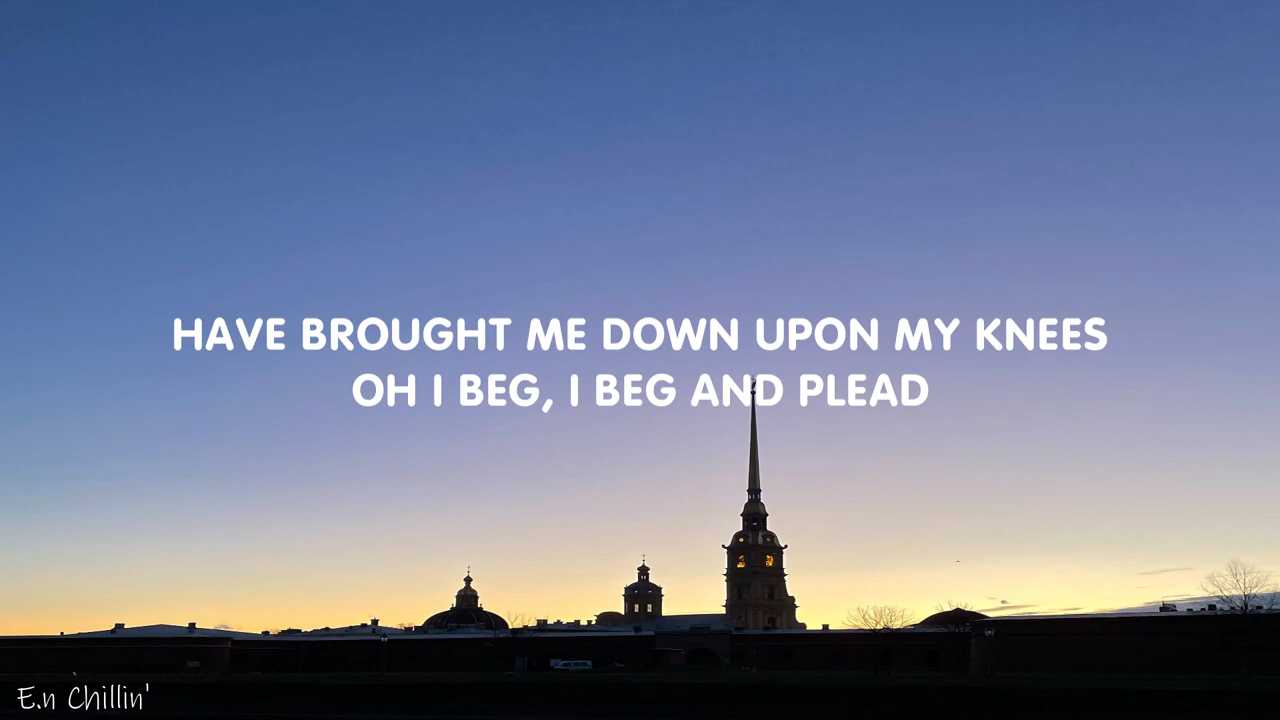 HAVE BROUGHT ME DOWN UPON MY KNEES
OH I BEG, I BEG AND PLEAD
E.n Chillin'